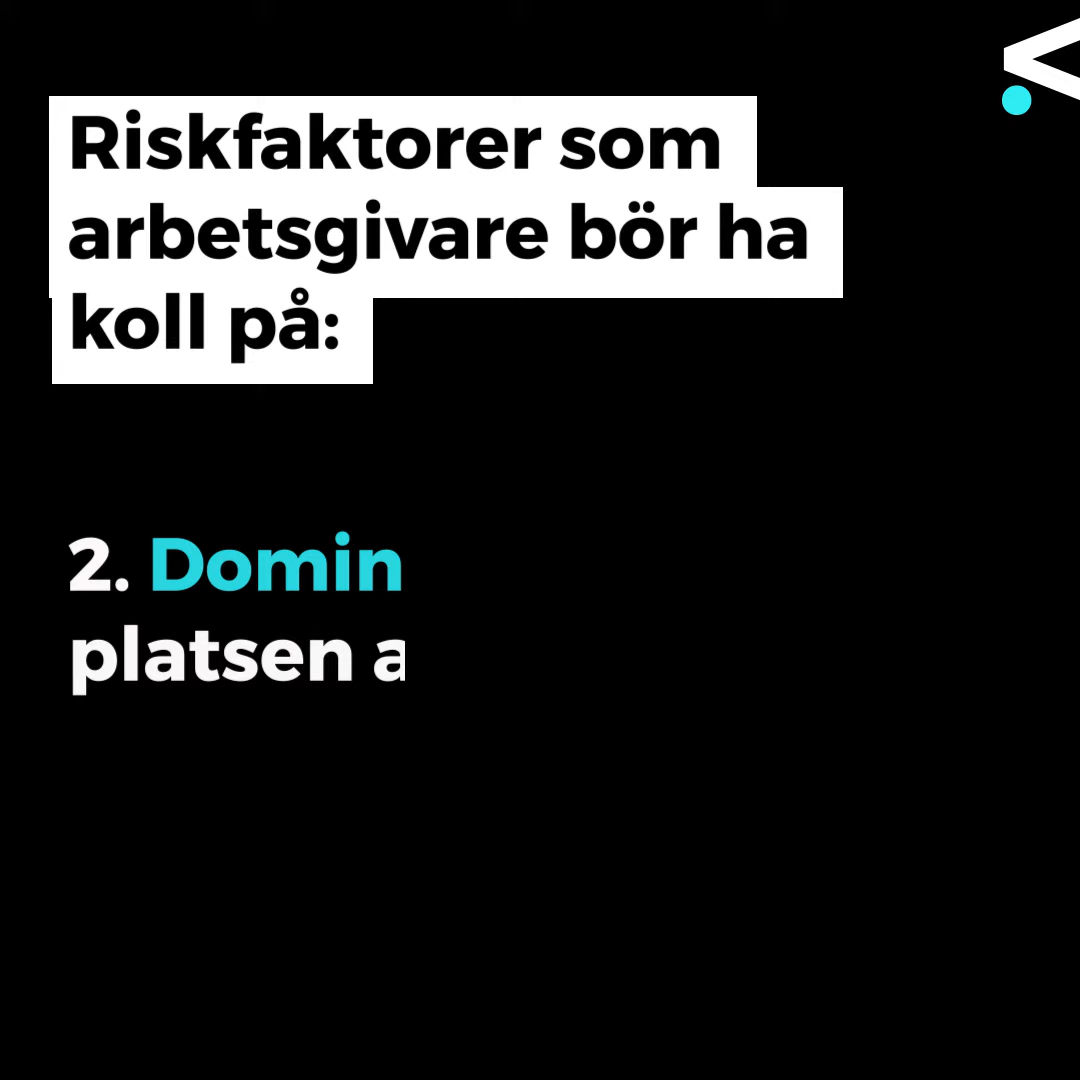 Riskfaktorer som
arbetsgivare bör ha
koll på:
2. Domin
platsen a